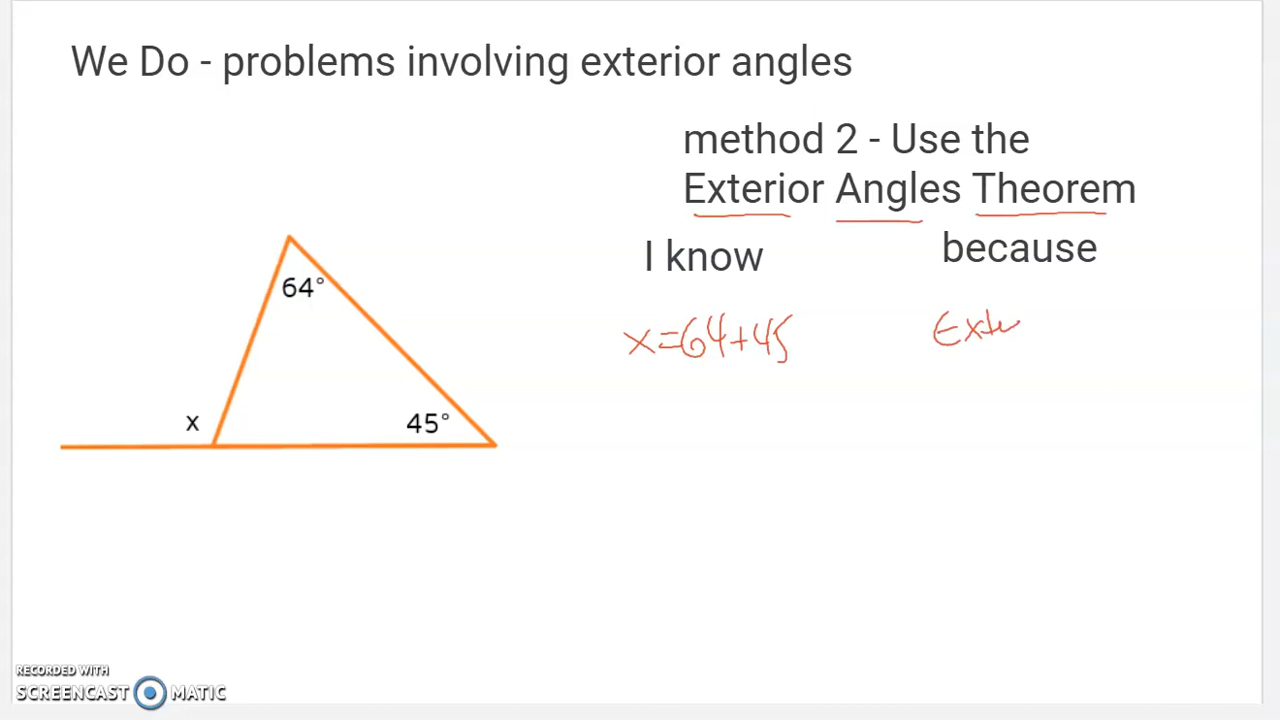 We Do - problems involving exterior angles
method 2 - Use the
Exterior Angles Theorem
I know
because
x=64+45
Exte
64°
x
45°
RECORDED WITH
SCREENCAST MATIC